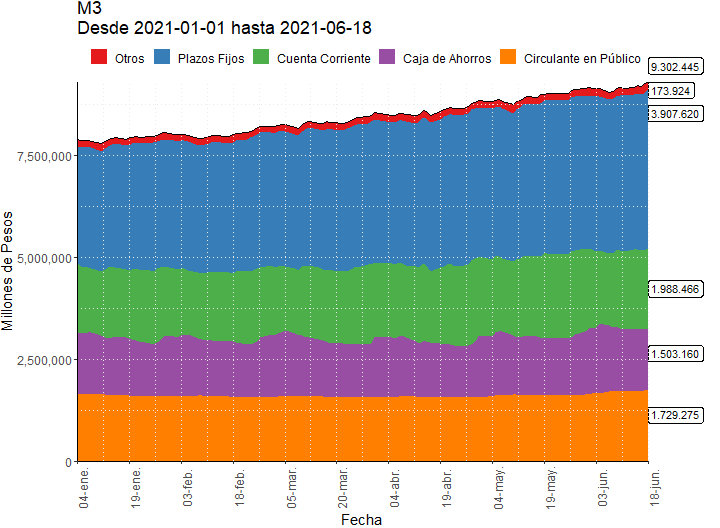 M3
Desde 2021-01-01 hasta 2021-06-18
Otros Plazos Fijos Cuenta Corriente Caja de Ahorros Circulante en Público
9.302.445
173.924
3.907.620
1.988.466
1.503.160
1.729.275
Millones de Pesos
7,500,000
5,000,000
2,500,000
0
04-ene.
19-ene.
03-feb.
18-feb.
05-mar.
20-mar.
04-abr.
19-abr.
04-may.
19-may.
03-jun.
18-jun.
Fecha